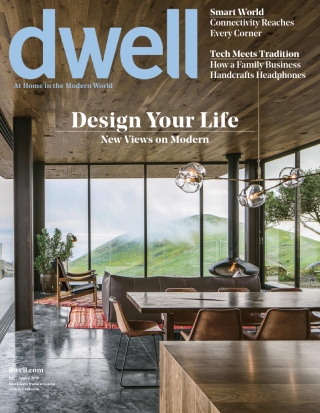 dwell
At Home in the Modern World
Smart World
Connectivity Reaches
Every Corner
Tech Meets Tradition
How a Family Business
Handcrafts Headphones
Design Your Life
New Views on Modern
dwell.com